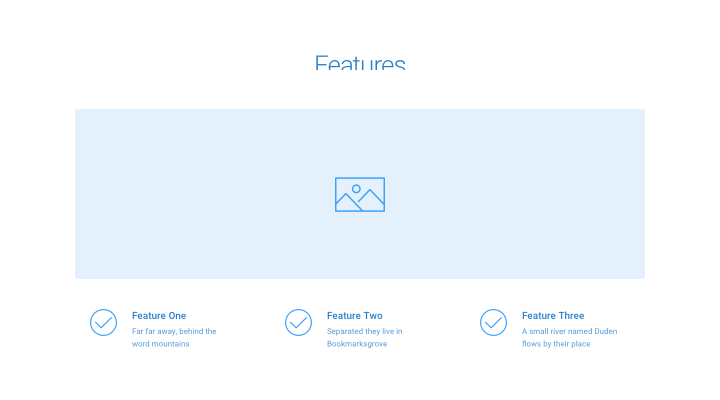 Features
Feature One
Far far away, behind the
word mountains
Feature Two
Separated they live in
Bookmarksgrove
Feature Three
A small river named Duden
flows by their place